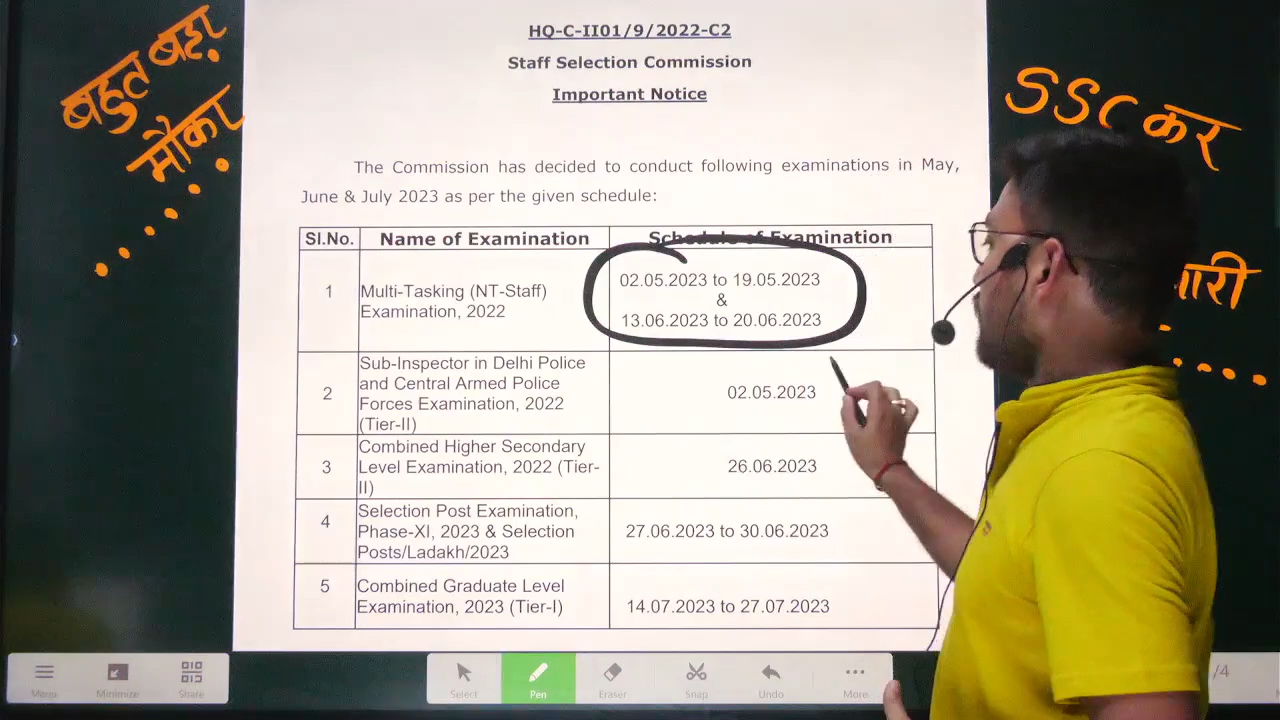 बहुत बड़ा
मौका
HQ-C-II01/9/2022-C2
Staff Selection Commission
Important Notice
The Commission has decided to conduct following examinations in May,
June & July 2023 as per the given schedule:
Sl.No. Name of Examination Schedule of Examination
1 Multi-Tasking (NT-Staff) Examination, 2022 02.05.2023 to 19.05.2023
&
13.06.2023 to 20.06.2023
2 Sub-Inspector in Delhi Police
and Central Armed Police
Forces Examination, 2022
(Tier-II) 02.05.2023
3 Combined Higher Secondary
Level Examination, 2022 (Tier-
II) 26.06.2023
4 Selection Post Examination,
Phase-XI, 2023 & Selection
Posts/Ladakh/2023 27.06.2023 to 30.06.2023
5 Combined Graduate Level
Examination, 2023 (Tier-I) 14.07.2023 to 27.07.2023
SSC कर
Menu Minimize Share Select Pen Eraser Snap Undo More /4